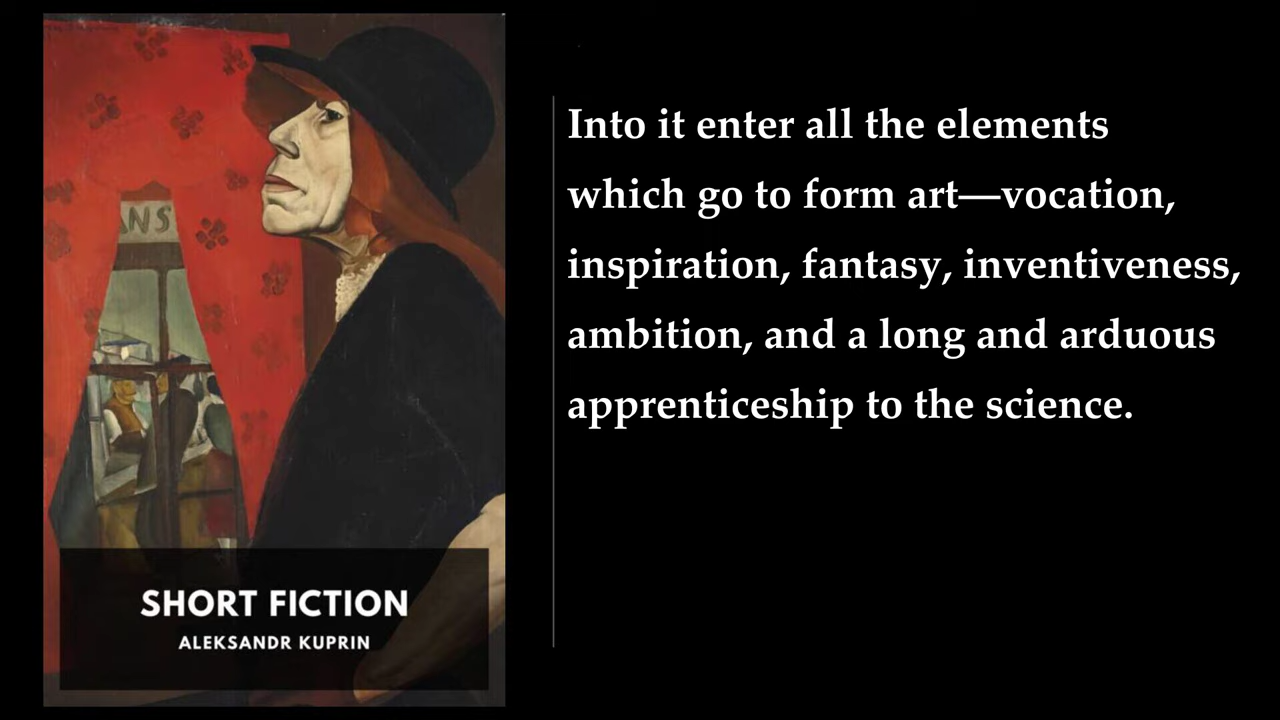 ANS
SHORT FICTION
ALEKSANDR KUPRIN
Into it enter all the elements
which go to form art—vocation,
inspiration, fantasy, inventiveness,
ambition, and a long and arduous
apprenticeship to the science.